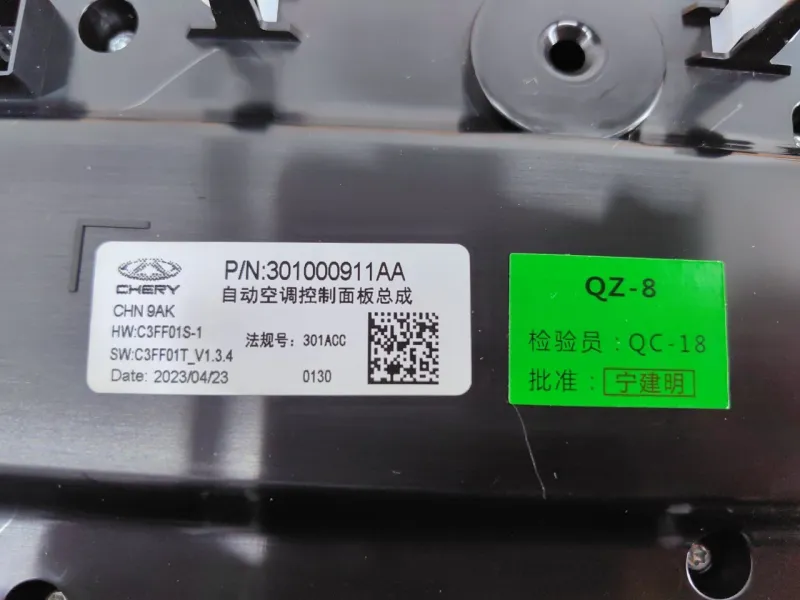 CHERY
P/N:301000911AA
自动空调控制面板总成
CHN 9AK
HW:C3FF01S-1
法规号: 301ACC
SW:C3FF01T_V1.3.4
Date: 2023/04/23
0130
QZ-8
检验员:QC-18
批准:宁建明